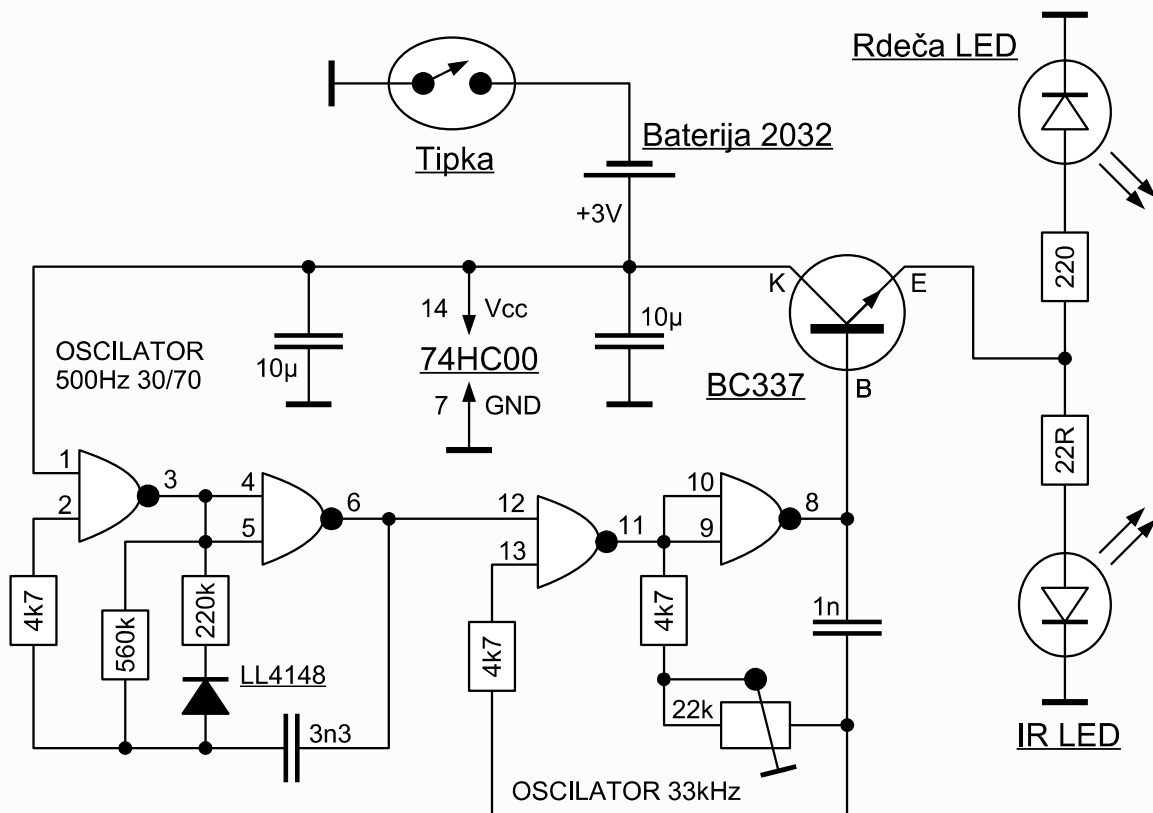 Rdeča LED
Tipka
Baterija 2032
+3V
K
E
220
14
Vcc
10µ
OSCILATOR
500Hz 30/70
10µ
74HC00
7
GND
BC337
B
22R
1
2
3
4
5
6
12
13
11
10
9
8
4k7
560k
220k
LL4148
3n3
4k7
4k7
1n
22k
IR LED
OSCILATOR 33kHz